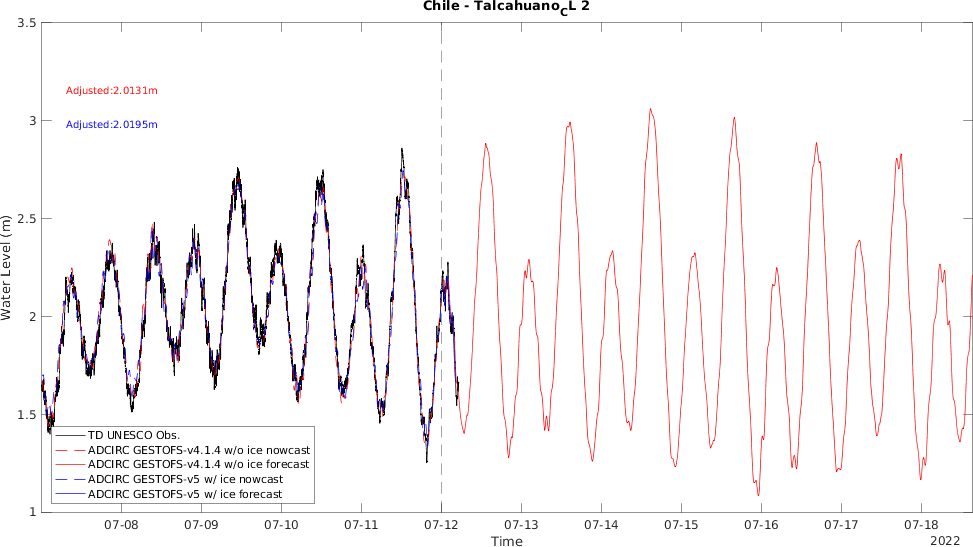 Chile - Talcahuano_CL 2
3.5
Adjusted:2.0131m
3
Adjusted:2.0195m
2.5
Water Level (m)
2
1.5
TD UNESCO Obs.
ADCIRC GESTOFS-v4.1.4 w/o ice nowcast
ADCIRC GESTOFS-v4.1.4 w/o ice forecast
ADCIRC GESTOFS-v5 w/ ice nowcast
ADCIRC GESTOFS-v5 w/ ice forecast
1
07-08 07-09 07-10 07-11 07-12 07-13 07-14 07-15 07-16 07-17 07-18
Time
2022